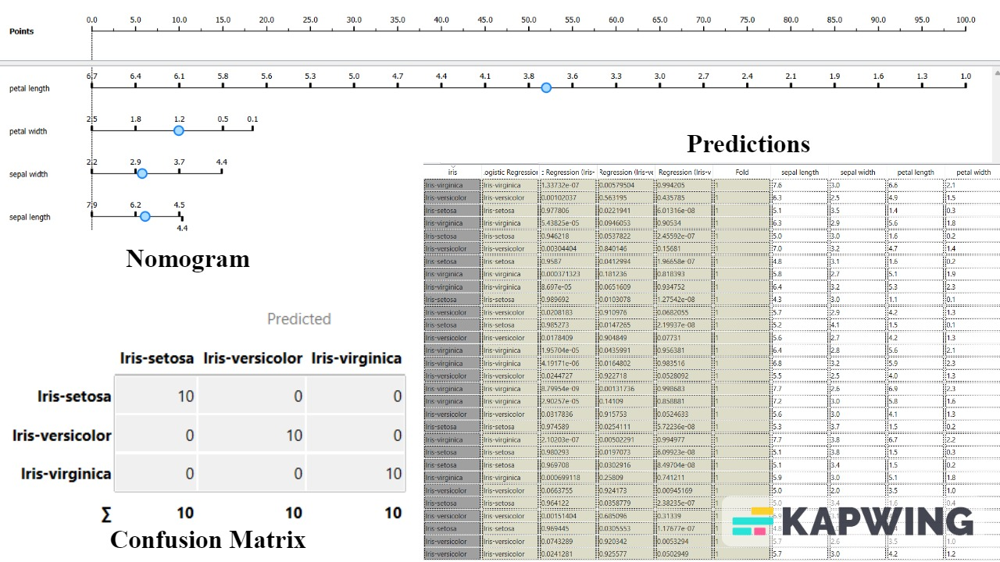 0.0 5.0 10.0 15.0 20.0 25.0 30.0 35.0 40.0 45.0 50.0 55.0 60.0 65.0 70.0 75.0 80.0 85.0 90.0 95.0 100.0
Points
6.7 6.4 6.1 5.8 5.6 5.3 5.0 4.7 4.4 4.1 3.8 3.6 3.3 3.0 2.7 2.4 2.1 1.9 1.6 1.3 1.0
petal length
2.5 1.8 1.2 0.5 0.1
petal width
2.2 2.9 3.7 4.4
sepal width
7.9 6.2 4.5
sepal length
4.4
Nomogram
Predicted
Iris-setosa Iris-versicolor Iris-virginica
Iris-setosa 10 0 0
Iris-versicolor 0 10 0
Iris-virginica 0 0 10
Σ 10 10 10
Confusion Matrix
Predictions
iris ogistic Regression Regression (Iris- Regression (Iris-ve Regression (Iris-v Fold sepal length sepal width petal length petal width
Iris-virginica Iris-virginica 1.33732e-07 0.00579504 0.994205 1 7.6 3.0 6.6 2.1
Iris-versicolor Iris-versicolor 0.00102037 0.563195 0.435785 1 6.3 2.5 4.9 1.5
Iris-setosa Iris-setosa 0.977806 0.0221941 6.01316e-08 1 5.1 3.5 1.4 0.3
Iris-virginica Iris-virginica 5.43825e-05 0.0946053 0.90534 1 6.3 2.9 5.6 1.8
Iris-setosa Iris-setosa 0.946218 0.0537822 2.45592e-07 1 5.0 3.0 1.6 0.2
Iris-versicolor Iris-versicolor 0.00304404 0.840146 0.15681 1 7.0 3.2 4.7 1.4
Iris-setosa Iris-setosa 0.9587 0.0412994 1.96658e-07 1 4.8 3.1 1.6 0.2
Iris-virginica Iris-virginica 0.000371323 0.181236 0.818393 1 5.8 2.7 5.1 1.9
Iris-virginica Iris-virginica 8.697e-05 0.0651609 0.934752 1 6.4 3.2 5.3 2.3
Iris-setosa Iris-setosa 0.989692 0.0103078 1.27542e-08 1 4.3 3.0 1.1 0.1
Iris-versicolor Iris-versicolor 0.0208183 0.910976 0.0682055 1 5.7 2.9 4.2 1.3
Iris-setosa Iris-setosa 0.985273 0.0147265 2.19937e-08 1 5.2 4.1 1.5 0.1
Iris-versicolor Iris-versicolor 0.0178409 0.904849 0.07731 1 5.6 2.7 4.2 1.3
Iris-virginica Iris-virginica 1.95704e-05 0.0435991 0.956381 1 6.4 2.8 5.6 2.1
Iris-virginica Iris-virginica 4.19171e-06 0.0164802 0.983516 1 6.8 3.2 5.9 2.3
Iris-versicolor Iris-versicolor 0.0244727 0.922718 0.0528092 1 5.5 2.5 4.0 1.3
Iris-virginica Iris-virginica 8.79954e-09 0.00131736 0.998683 1 7.7 2.6 6.9 2.3
Iris-virginica Iris-virginica 2.90257e-05 0.14109 0.858881 1 7.2 3.0 5.8 1.6
Iris-versicolor Iris-versicolor 0.0317836 0.915753 0.0524633 1 5.6 3.0 4.1 1.3
Iris-setosa Iris-setosa 0.974589 0.0254111 5.72236e-08 1 5.3 3.7 1.5 0.2
Iris-virginica Iris-virginica 2.10203e-07 0.00502291 0.994977 1 7.7 3.8 6.7 2.2
Iris-setosa Iris-setosa 0.980293 0.0197073 6.09923e-08 1 5.1 3.8 1.5 0.3
Iris-setosa Iris-setosa 0.969708 0.0302916 8.49704e-08 1 5.1 3.4 1.5 0.2
Iris-virginica Iris-virginica 0.000699118 0.25809 0.741211 1 5.9 3.0 5.1 1.8
Iris-versicolor Iris-versicolor 0.0663755 0.924173 0.00945169 1 5.0 2.0 3.5 1.0
Iris-setosa Iris-setosa 0.964122 0.0358779 2.38235e-07 1 5.0 3.4 1.6 0.4
Iris-versicolor Iris-versicolor 0.00151404 0.685096 0.31339 1 6.9
Iris-setosa Iris-setosa 0.969445 0.0305553 1.17677e-07 1 4.8
Iris-versicolor Iris-versicolor 0.0743289 0.920342 0.0053294 1 5.7 2.6 3.5 1.0
Iris-versicolor Iris-versicolor 0.0241281 0.925577 0.0502949 1 5.7 3.0 4.2 1.2
KAPWING